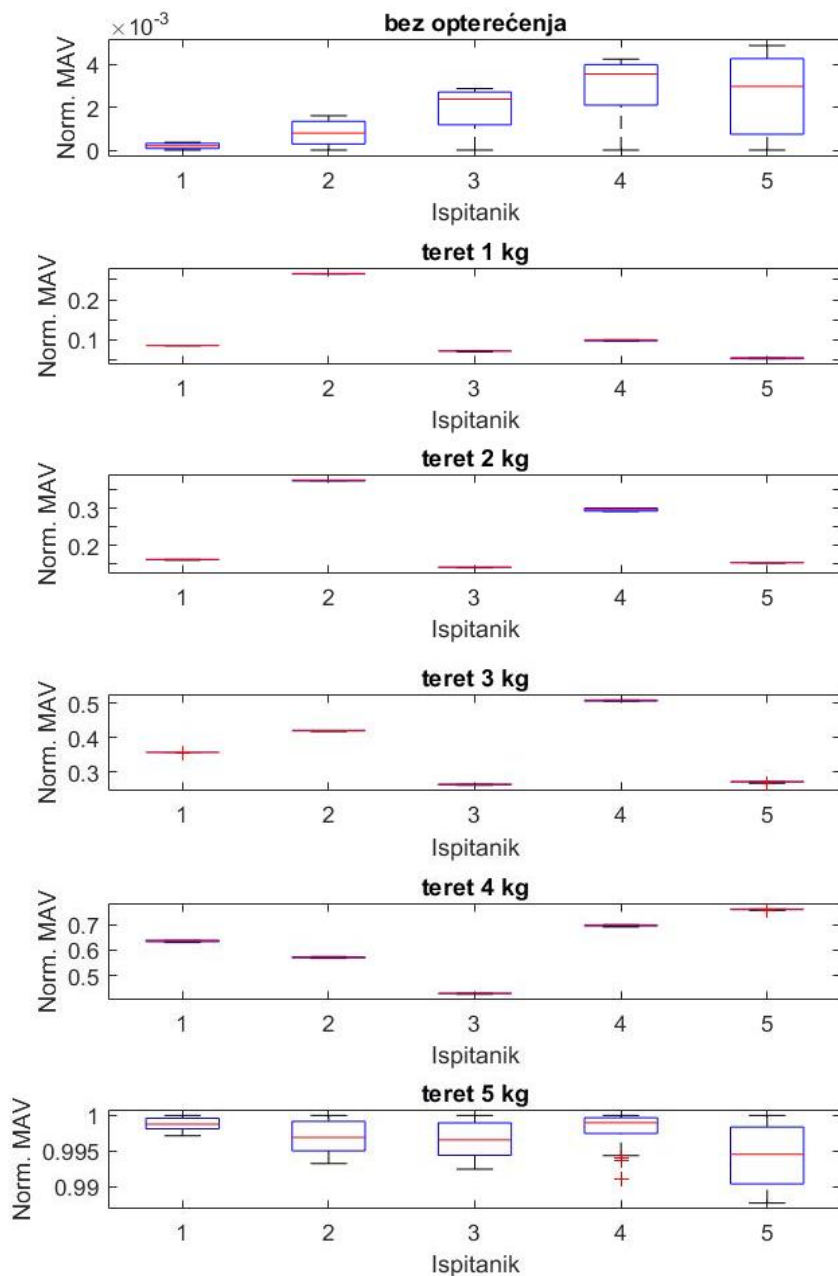 ×10⁻³
bez opterećenja
Norm. MAV
4
2
0
1 2 3 4 5
Ispitanik
teret 1 kg
Norm. MAV
0.2
0.1
1 2 3 4 5
Ispitanik
teret 2 kg
Norm. MAV
0.3
0.2
1 2 3 4 5
Ispitanik
teret 3 kg
Norm. MAV
0.5
0.4
0.3
1 2 3 4 5
Ispitanik
teret 4 kg
Norm. MAV
0.7
0.6
0.5
1 2 3 4 5
Ispitanik
teret 5 kg
Norm. MAV
1
0.995
0.99
1 2 3 4 5
Ispitanik